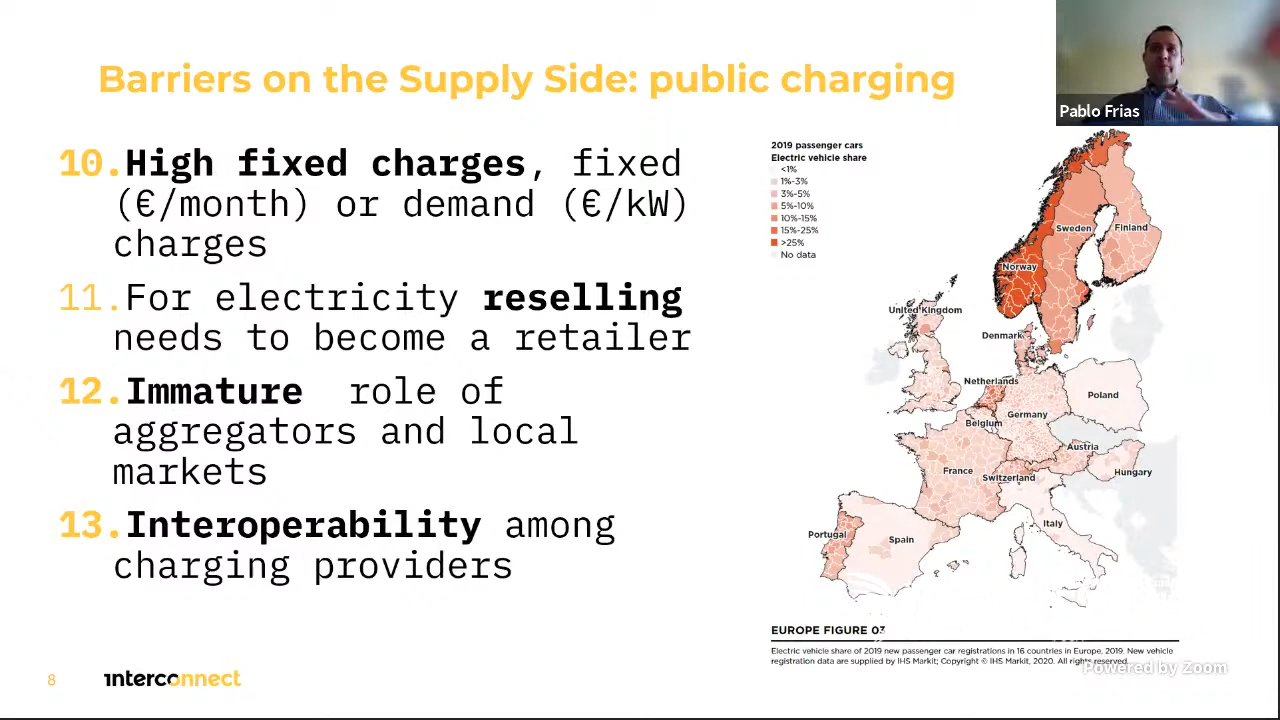 Barriers on the Supply Side: public charging
Pablo Frias
10.High fixed charges, fixed
(€/month) or demand (€/kW)
charges
11.For electricity reselling
needs to become a retailer
12.Immature role of
aggregators and local
markets
13.Interoperability among
charging providers
2019 passenger cars
Electric vehicle share
<1%
1%-3%
3%-5%
5%-10%
10%-15%
15%-25%
>25%
No data
Sweden
Finland
Norway
United Kingdom
Denmark
Netherlands
Poland
Germany
Belgium
Austria
France
Switzerland
Hungary
Italy
Portugal
Spain
EUROPE FIGURE 03
Electric vehicle share of 2019 new passenger car registrations in 16 countries in Europe, 2019. New vehicle
registration data are supplied by IHS Markit; Copyright © IHS Markit, 2020. All rights reserved.
Powered by Zoom
8
interconnect